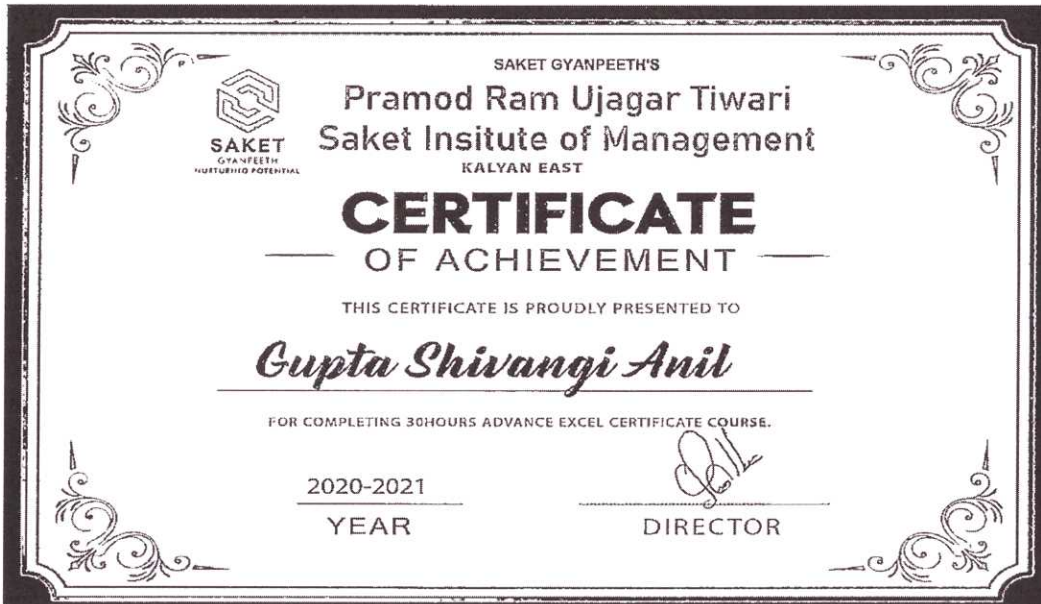 SAKET GYANPEETH'S
Pramod Ram Ujagar Tiwari
Saket Insitute of Management
KALYAN EAST
SAKET
GYANPEETH
NURTURING POTENTIAL
CERTIFICATE
OF ACHIEVEMENT
THIS CERTIFICATE IS PROUDLY PRESENTED TO
Gupta Shivangi Anil
FOR COMPLETING 30HOURS ADVANCE EXCEL CERTIFICATE COURSE.
2020-2021
YEAR
DIRECTOR